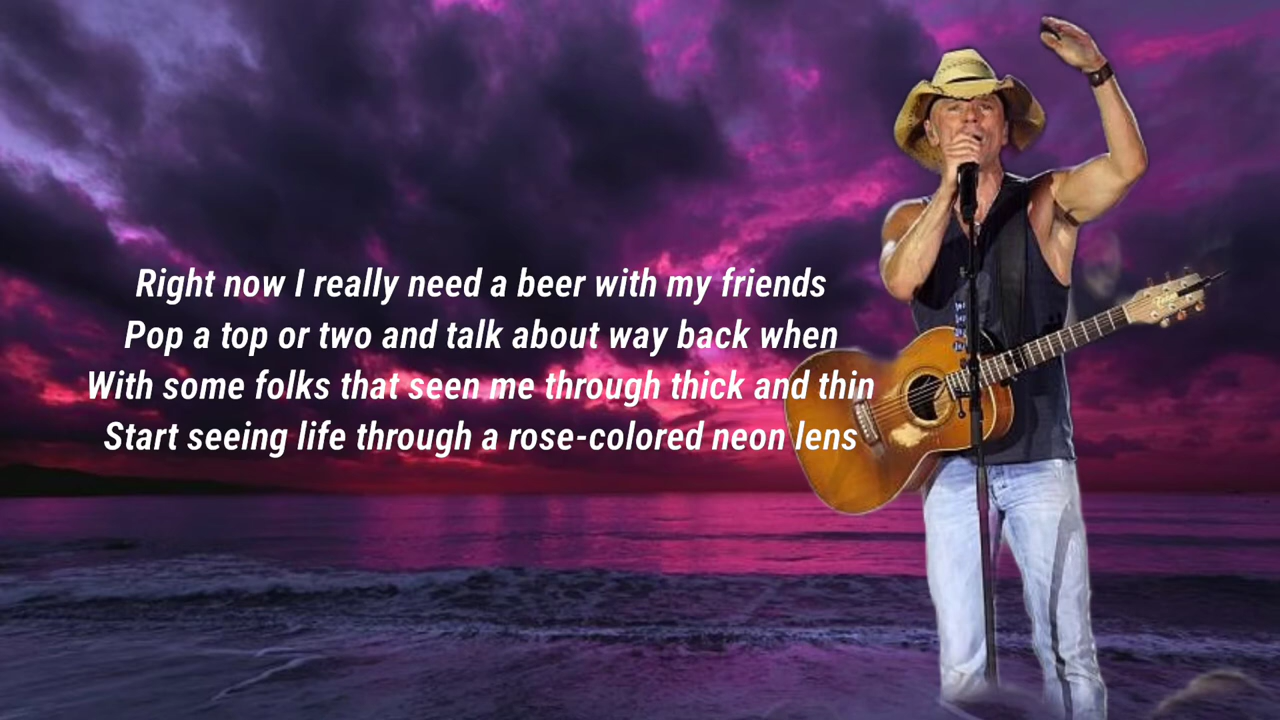 Right now I really need a beer with my friends
Pop a top or two and talk about way back when
With some folks that seen me through thick and thin
Start seeing life through a rose-colored neon lens